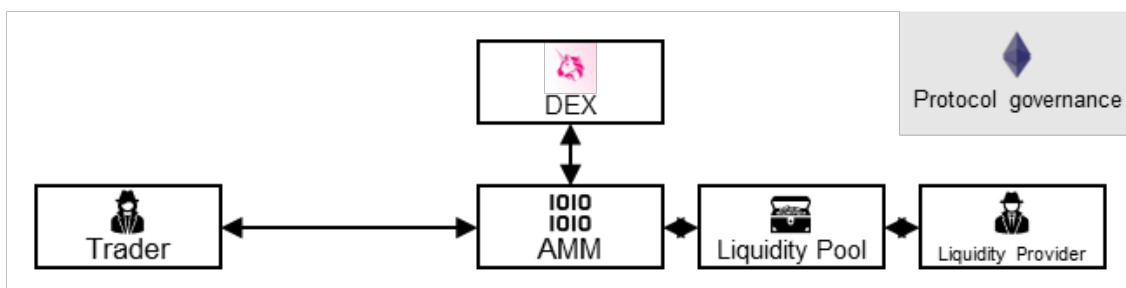 DEX
Protocol governance
Trader
1010
1010
AMM
Liquidity Pool
Liquidity Provider